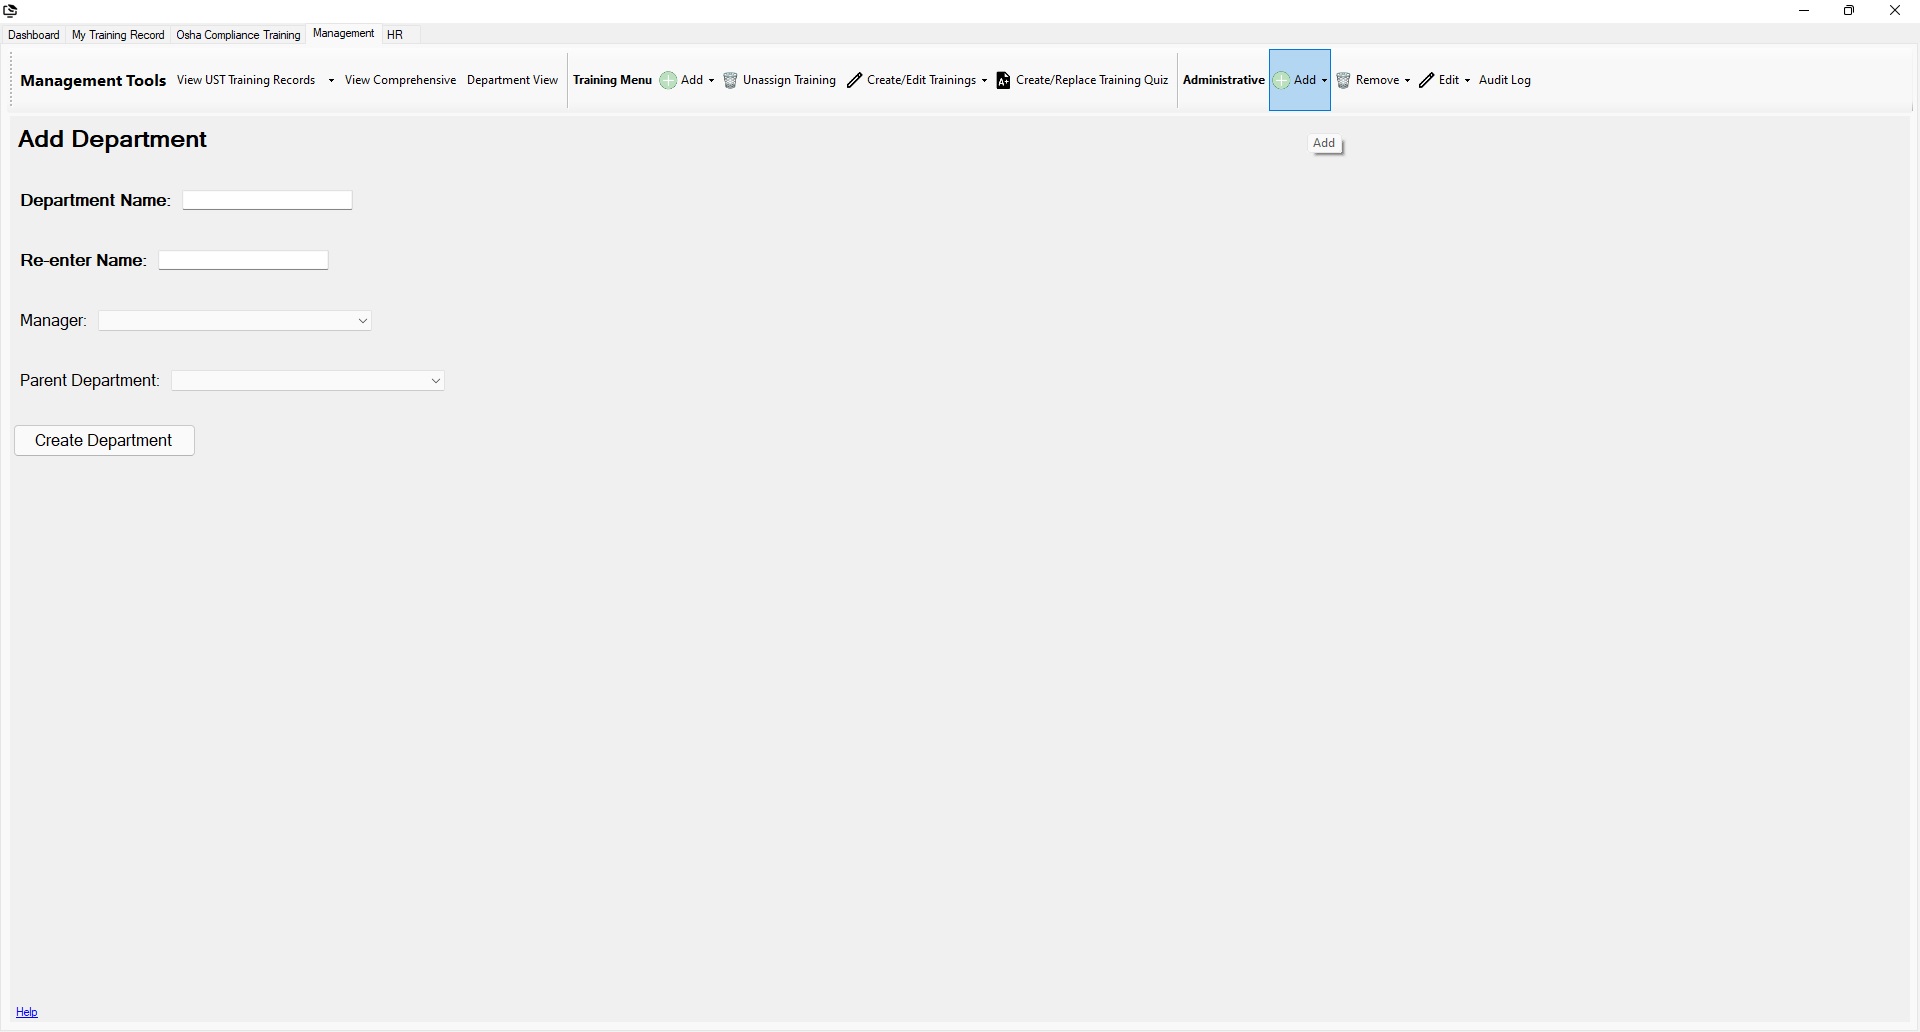 Dashboard My Training Record Osha Compliance Training Management HR
Management Tools View UST Training Records View Comprehensive Department View Training Menu Add Unassign Training Create/Edit Trainings A+ Create/Replace Training Quiz Administrative Add Remove Edit Audit Log
Add Department
Add
Department Name:
Re-enter Name:
Manager:
Parent Department:
Create Department
Help